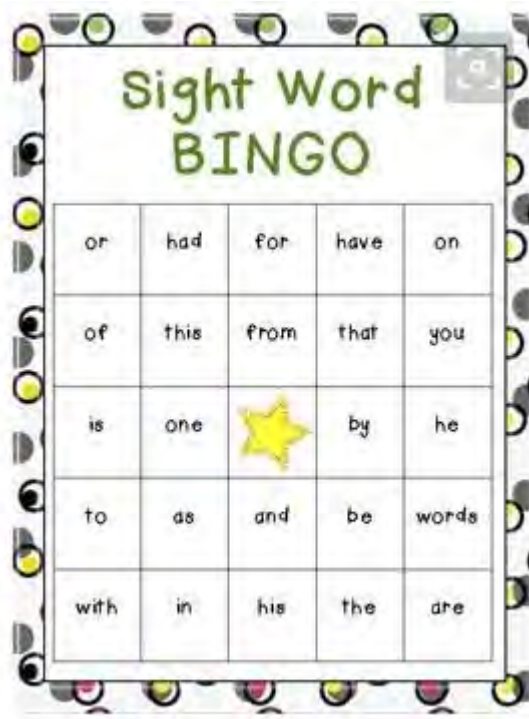 Sight Word
BINGO
or had for have on
of this from that you
is one by he
to as and be words
with in his the are